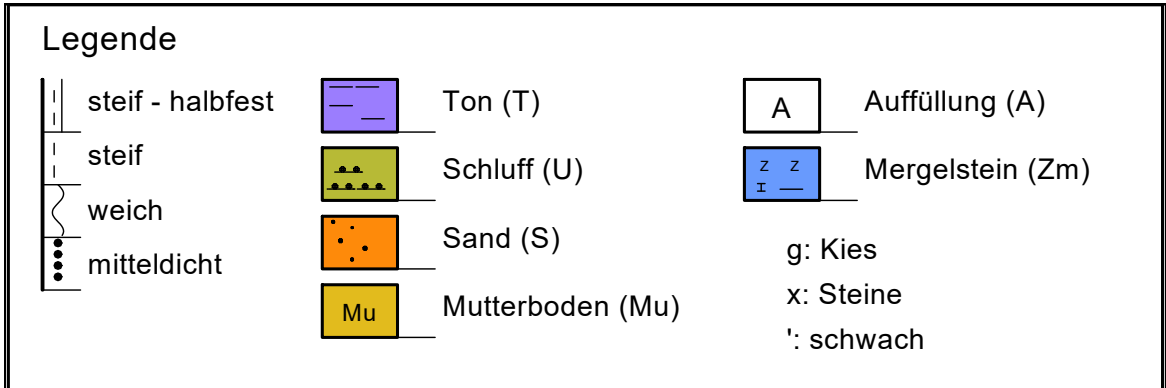 Legende
steif - halbfest
steif
weich
mitteldicht
Ton (T)
Schluff (U)
Sand (S)
Mu
Mutterboden (Mu)
A
Auffüllung (A)
z z
I
Mergelstein (Zm)
g: Kies
x: Steine
': schwach